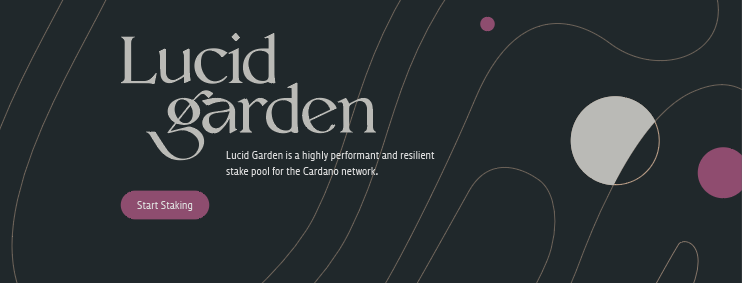 Lucid
garden
Lucid Garden is a highly performant and resilient
stake pool for the Cardano network.
Start Staking